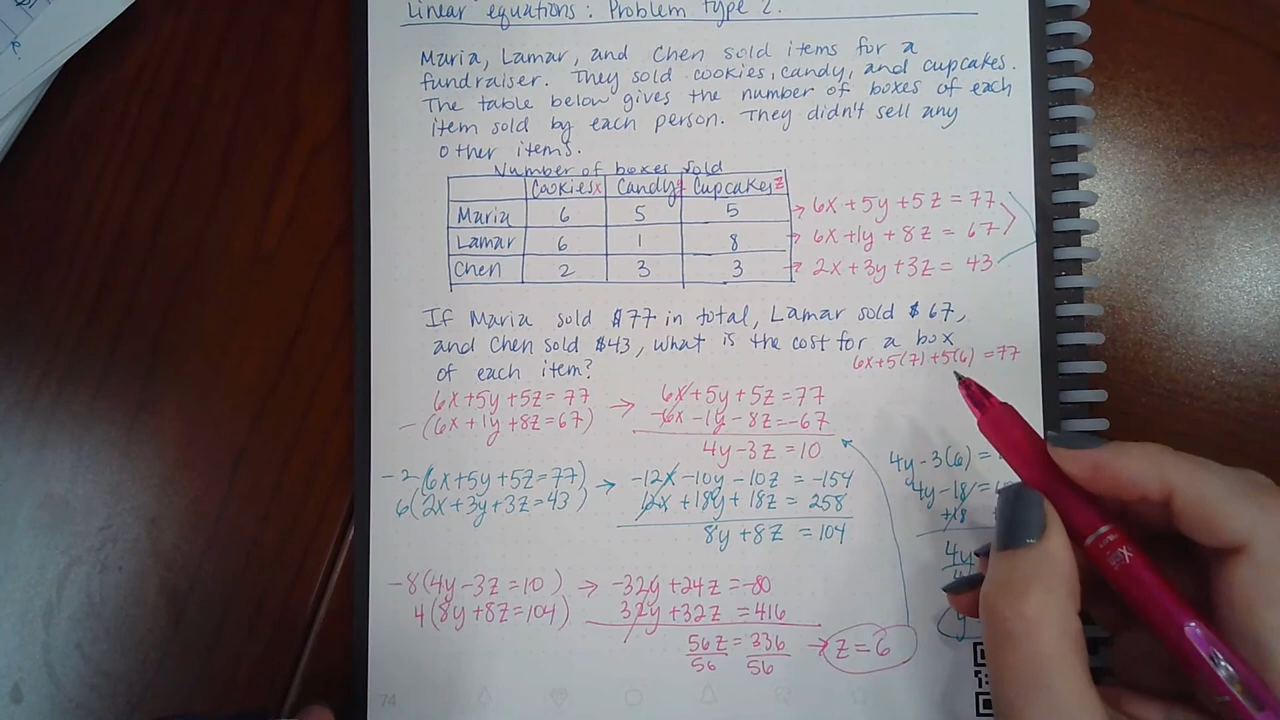 Linear equations: Problem type 2.
Maria, Lamar, and Chen sold items for a
fundraiser. They sold cookies, candy, and cupcakes.
The table below gives the number of boxes of each
item sold by each person. They didn't sell any
other items.
Number of boxes sold
Cookies x Candy y Cupcakes z
Maria 6 5 5 → 6x+5y+5z=77
Lamar 6 1 8 → 6x+1y+8z=67
Chen 2 3 3 → 2x+3y+3z=43
If Maria sold $77 in total, Lamar sold $67,
and Chen sold $43, what is the cost for a box
of each item?
6x+5(7)+5(6)=77
6x+5y+5z=77 → 6x+5y+5z=77
-(6x+1y+8z=67) -6x-1y-8z=-67
4y-3z=10
4y-3(6)=
4y-18=
+18
4y
-2(6x+5y+5z=77) → -12x-10y-10z=-154
6(2x+3y+3z=43) 12x+18y+18z=258
8y+8z=104
-8(4y-3z=10) → -32y+24z=-80
4(8y+8z=104) 32y+32z=416
56z=336 → z=6
56 56
y
74